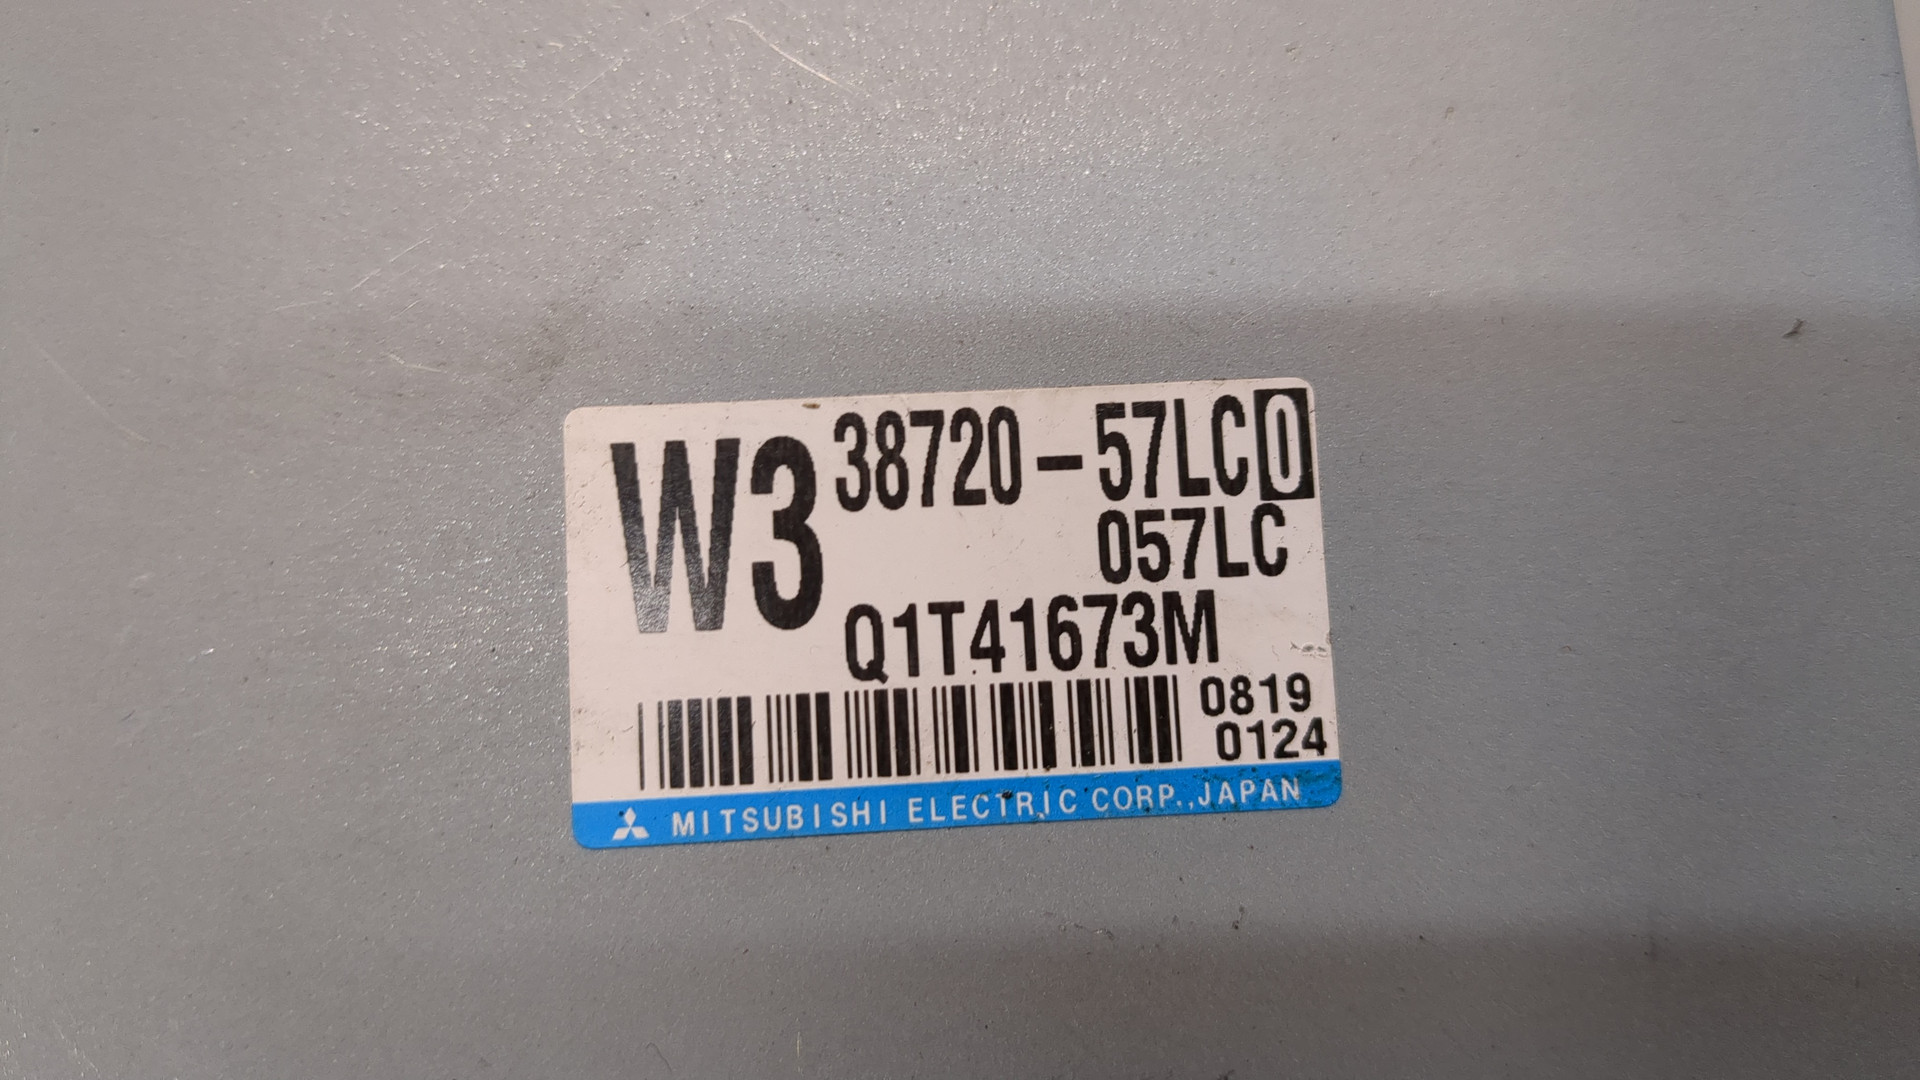 W3 38720-57LC0
057LC
Q1T41673M
0819
0124
MITSUBISHI ELECTRIC CORP.,JAPAN